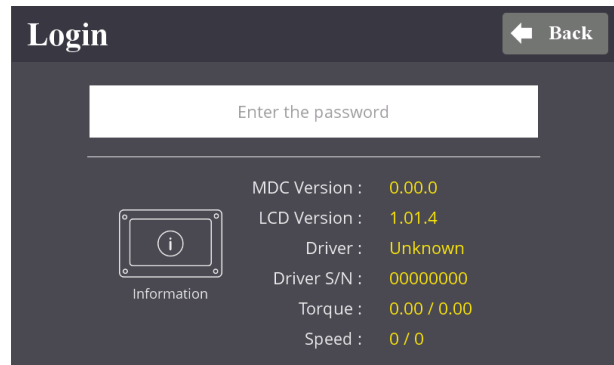 Login
Back
Enter the password
MDC Version : 0.00.0
LCD Version : 1.01.4
Driver : Unknown
Driver S/N : 00000000
Torque : 0.00 / 0.00
Speed : 0 / 0
i
Information